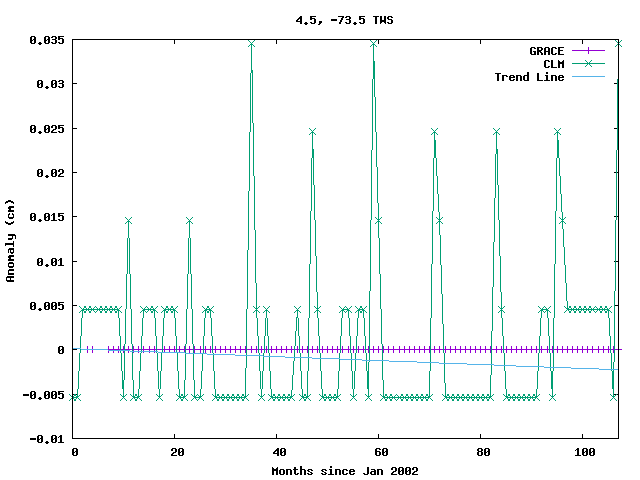 4.5, -73.5 TWS
0.035
0.03
0.025
0.02
0.015
0.01
0.005
0
-0.005
-0.01
Anomaly (cm)
GRACE
CLM
Trend Line
0 20 40 60 80 100
Months since Jan 2002